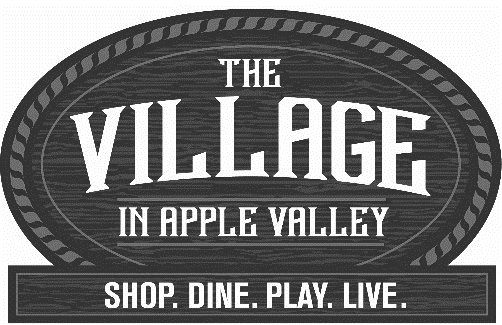 THE
VILLAGE
IN APPLE VALLEY
SHOP. DINE. PLAY. LIVE.